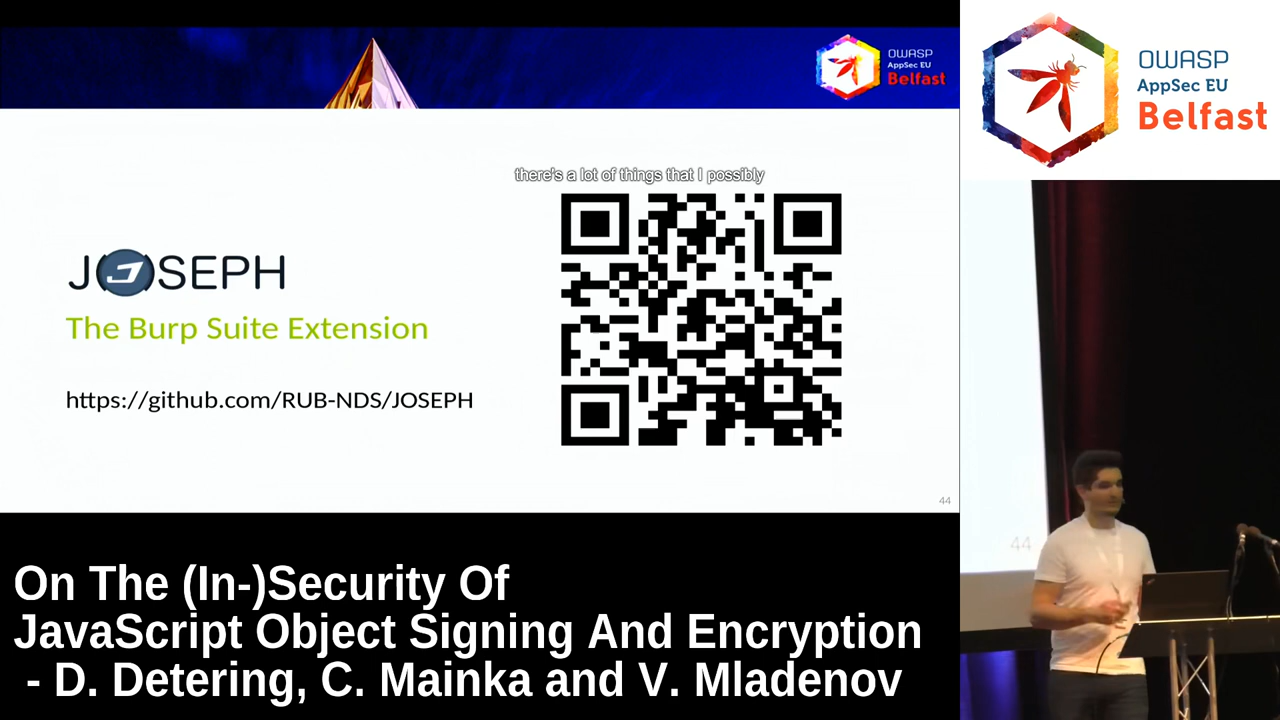 OWASP
AppSec EU
Belfast
OWASP
AppSec EU
Belfast
there's a lot of things that I possibly
JOSEPH
The Burp Suite Extension
https://github.com/RUB-NDS/JOSEPH
44
44
On The (In-)Security Of
JavaScript Object Signing And Encryption
- D. Detering, C. Mainka and V. Mladenov